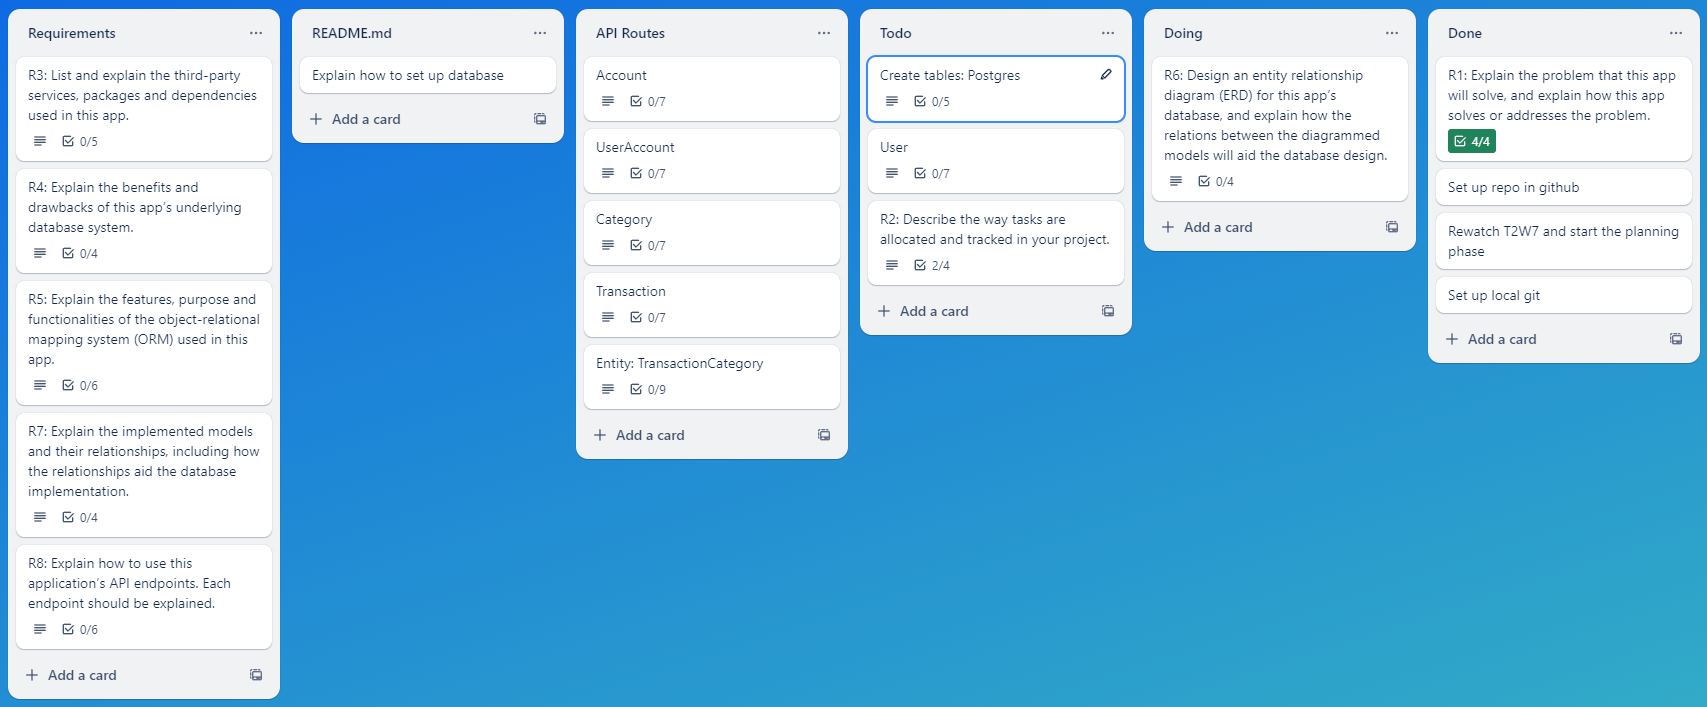 Requirements
R3: List and explain the third-party
services, packages and dependencies
used in this app.
0/5
R4: Explain the benefits and
drawbacks of this app's underlying
database system.
0/4
R5: Explain the features, purpose and
functionalities of the object-relational
mapping system (ORM) used in this
app.
0/6
R7: Explain the implemented models
and their relationships, including how
the relationships aid the database
implementation.
0/4
R8: Explain how to use this
application's API endpoints. Each
endpoint should be explained.
0/6
Add a card
README.md
Explain how to set up database
Add a card
API Routes
Account
0/7
UserAccount
0/7
Category
0/7
Transaction
0/7
Entity: TransactionCategory
0/9
Add a card
Todo
Create tables: Postgres
0/5
User
0/7
R2: Describe the way tasks are
allocated and tracked in your project.
2/4
Add a card
Doing
R6: Design an entity relationship
diagram (ERD) for this app's
database, and explain how the
relations between the diagrammed
models will aid the database design.
0/4
Add a card
Done
R1: Explain the problem that this app
will solve, and explain how this app
solves or addresses the problem.
4/4
Set up repo in github
Rewatch T2W7 and start the planning
phase
Set up local git
Add a card